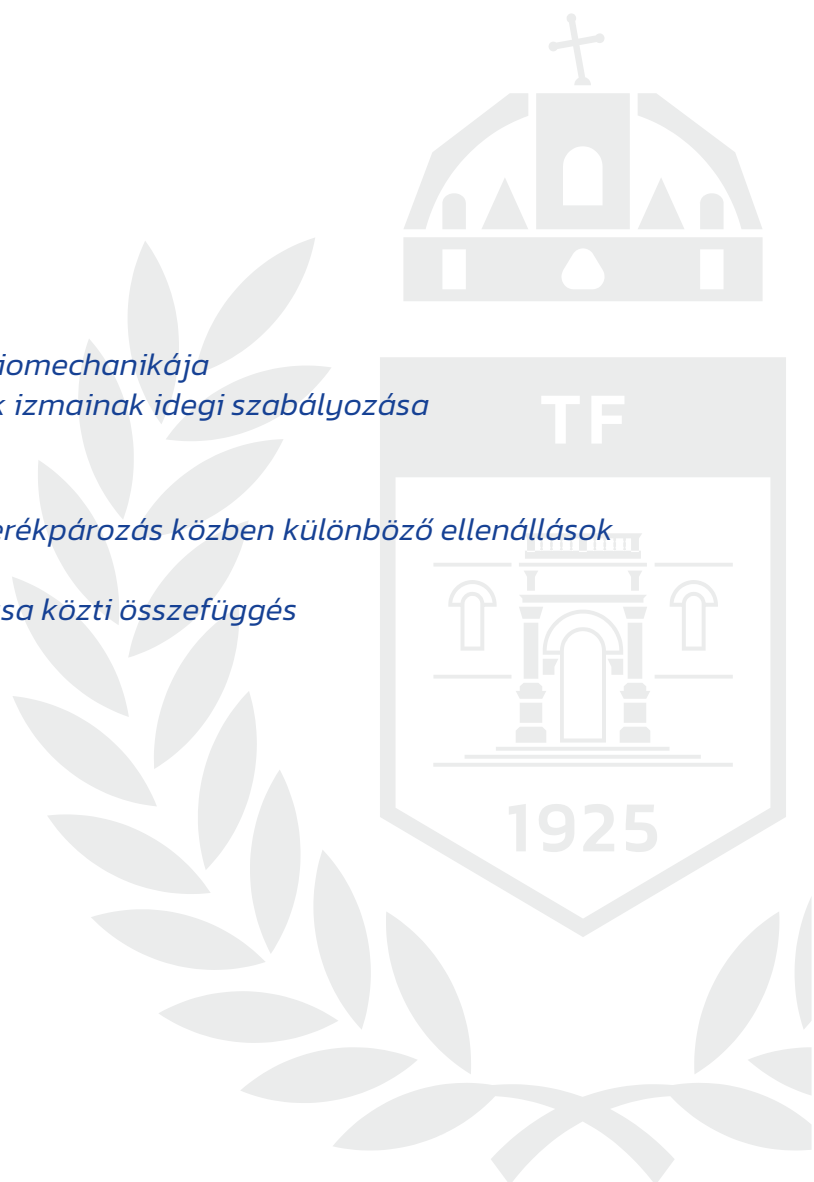 iomechanikája
k izmainak idegi szabályozása
TF
erékpározás közben különböző ellenállások
sa közti összefüggés
1925